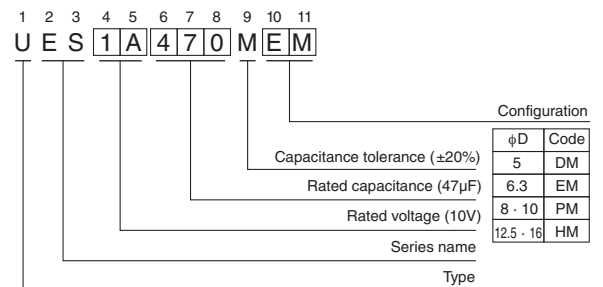 1 2 3 4 5 6 7 8 9 10 11
U E S 1 A 4 7 0 M E M
Configuration
φD Code
5 DM
6.3 EM
8 · 10 PM
12.5 · 16 HM
Capacitance tolerance (±20%)
Rated capacitance (47µF)
Rated voltage (10V)
Series name
Type